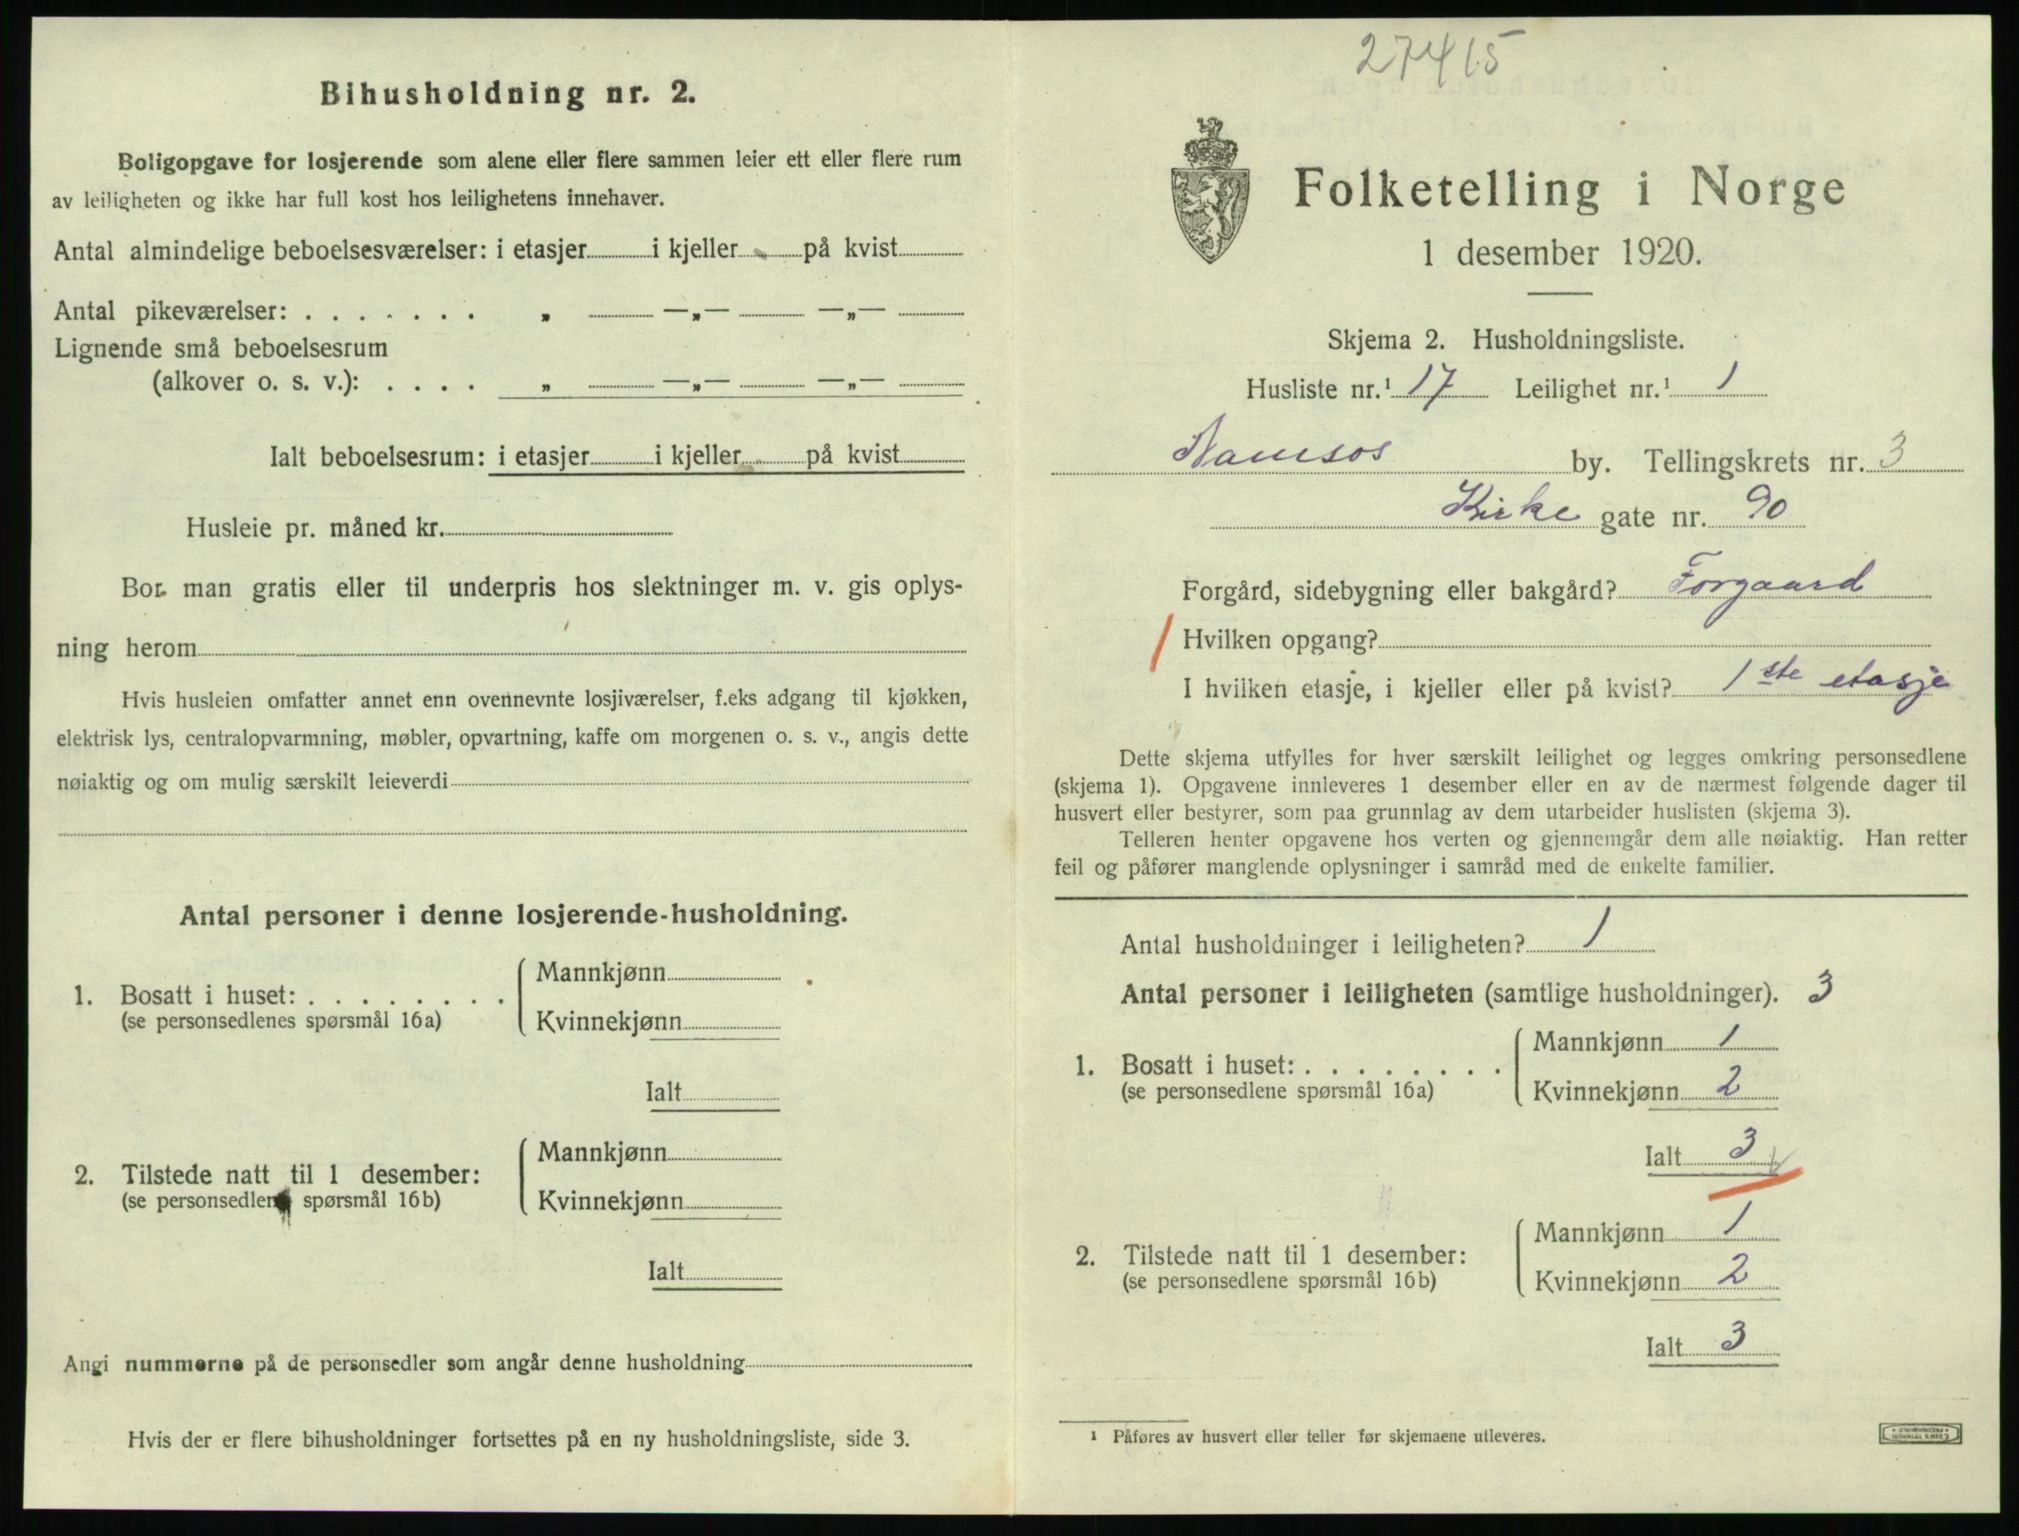 Bihusholdning nr. 2.
Boligopgave for losjerende som alene eller flere sammen leier ett eller flere rum
av leiligheten og ikke har full kost hos leilighetens innehaver.
Antal almindelige beboelsesværelser: i etasjer i kjeller på kvist
Antal pikeværelser: . . . . . . . „ —„— —„—
Lignende små beboelsesrum
(alkover o. s. v.): . . . . „ —„— —„—
Ialt beboelsesrum: i etasjer i kjeller på kvist
Husleie pr. måned kr.
Bor man gratis eller til underpris hos slektninger m. v. gis oplys-
ning herom
Hvis husleien omfatter annet enn ovennevnte losjiværelser, f.eks adgang til kjøkken,
elektrisk lys, centralopvarmning, møbler, opvartning, kaffe om morgenen o. s. v., angis dette
nøiaktig og om mulig særskilt leieverdi
Antal personer i denne losjerende-husholdning.
1. Bosatt i huset: . . . . . . . . Mannkjønn
(se personsedlenes spørsmål 16a) Kvinnekjønn
Ialt
2. Tilstede natt til 1 desember: Mannkjønn
(se personsedlene spørsmål 16b) Kvinnekjønn
Ialt
Angi nummerne på de personsedler som angår denne husholdning
Hvis der er flere bihusholdninger fortsettes på en ny husholdningsliste, side 3.
27415
Folketelling i Norge
1 desember 1920.
Skjema 2. Husholdningsliste.
Husliste nr.¹ 17 Leilighet nr.¹ 1
Namsos by. Tellingskrets nr. 3
Kirke gate nr. 90
Forgård, sidebygning eller bakgård? Forgaard
Hvilken opgang?
I hvilken etasje, i kjeller eller på kvist? 1ste etasje
Dette skjema utfylles for hver særskilt leilighet og legges omkring personsedlene
(skjema 1). Opgavene innleveres 1 desember eller en av de nærmest følgende dager til
husvert eller bestyrer, som paa grunnlag av dem utarbeider huslisten (skjema 3).
Telleren henter opgavene hos verten og gjennemgår dem alle nøiaktig. Han retter
feil og påfører manglende oplysninger i samråd med de enkelte familier.
Antal husholdninger i leiligheten? 1
Antal personer i leiligheten (samtlige husholdninger). 3
1. Bosatt i huset: . . . . . . . . Mannkjønn 1
(se personsedlene spørsmål 16a) Kvinnekjønn 2
Ialt 3
2. Tilstede natt til 1 desember: Mannkjønn 1
(se personsedlene spørsmål 16b) Kvinnekjønn 2
Ialt 3
¹ Påføres av husvert eller teller før skjemaene utleveres.